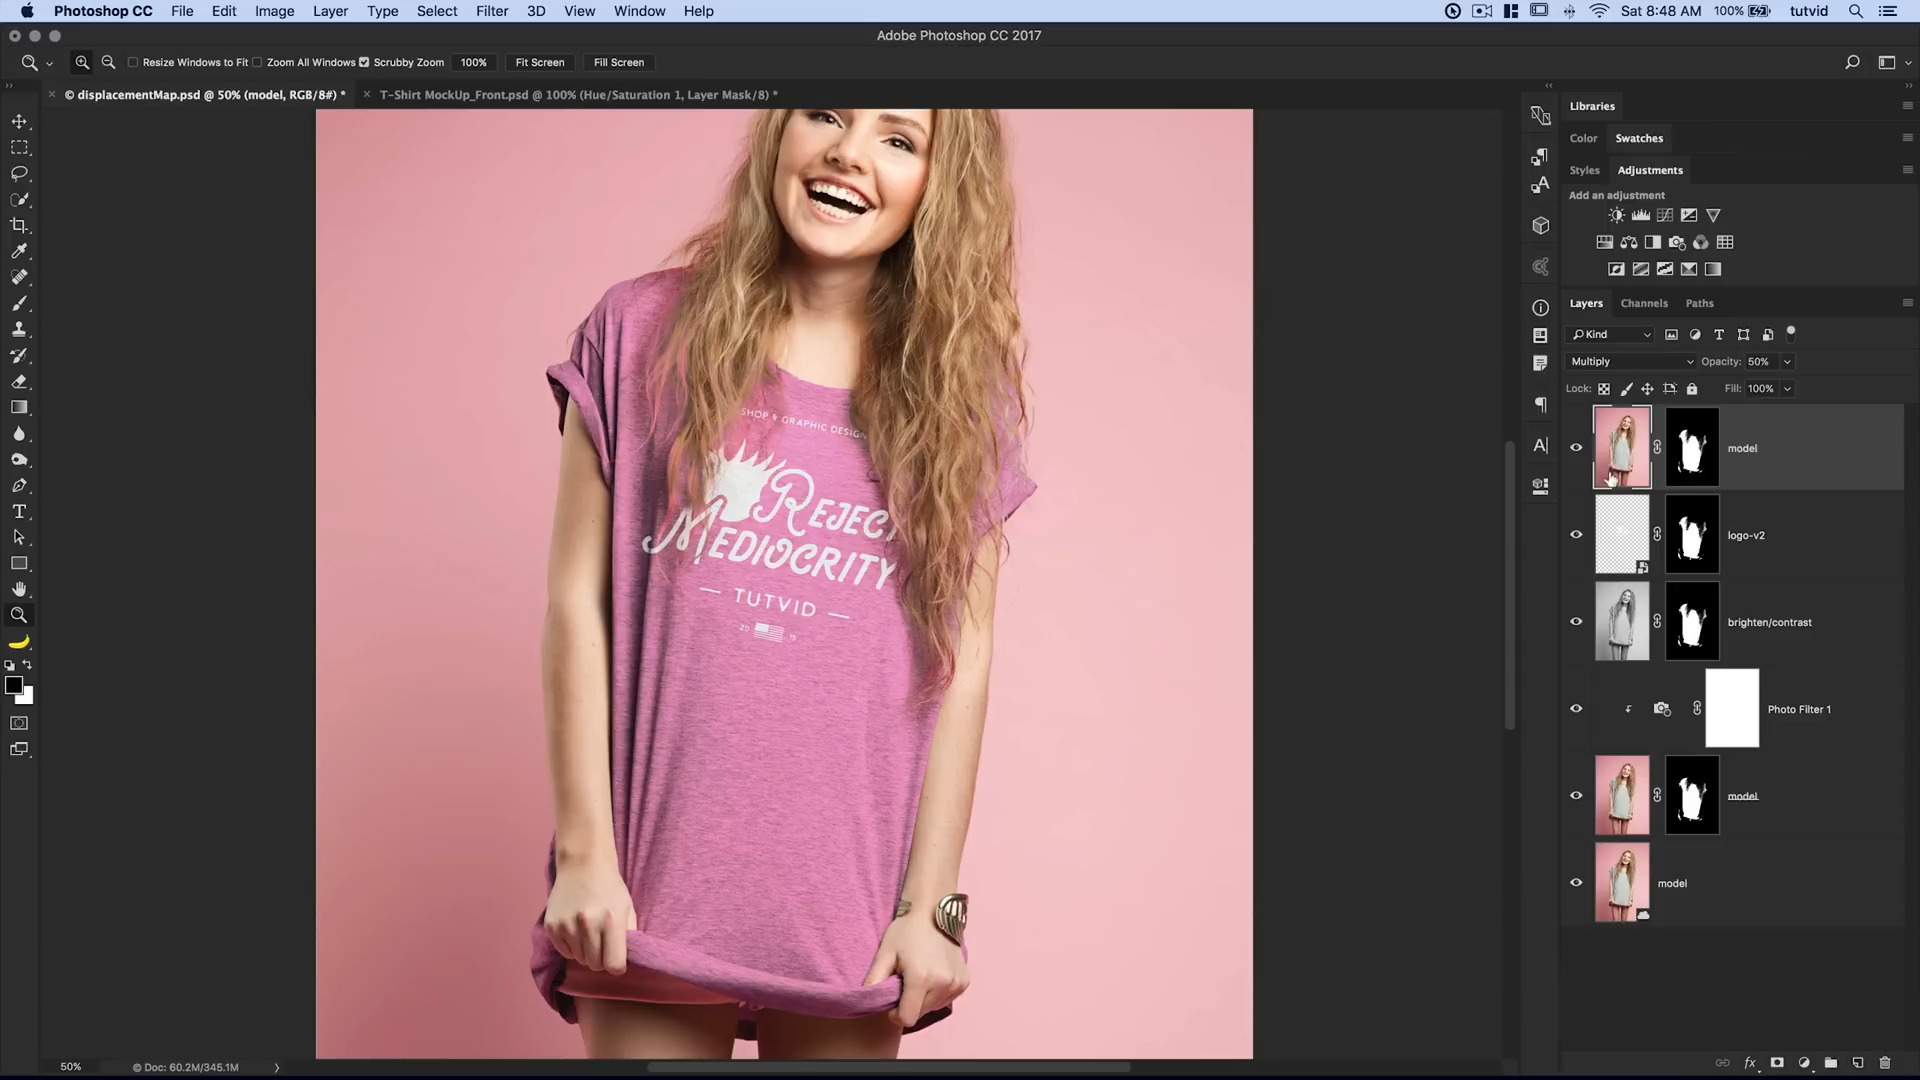 Photoshop CC File Edit Image Layer Type Select Filter 3D View Window Help Sat 8:48 AM 100% tutvid
Adobe Photoshop CC 2017
Resize Windows to Fit Zoom All Windows Scrubby Zoom 100% Fit Screen Fill Screen
© displacementMap.psd @ 50% (model, RGB/8#) * T-Shirt MockUp_Front.psd @ 100% (Hue/Saturation 1, Layer Mask/8) *
Libraries
Color Swatches
Styles Adjustments
Add an adjustment
Layers Channels Paths
Kind
Multiply Opacity: 50%
Lock: Fill: 100%
model
logo-v2
brighten/contrast
Photo Filter 1
model
model
SHOP & GRAPHIC DESIGN
REJECT
MEDIOCRITY
— TUTVID —
20 15
50% Doc: 60.2M/345.1M